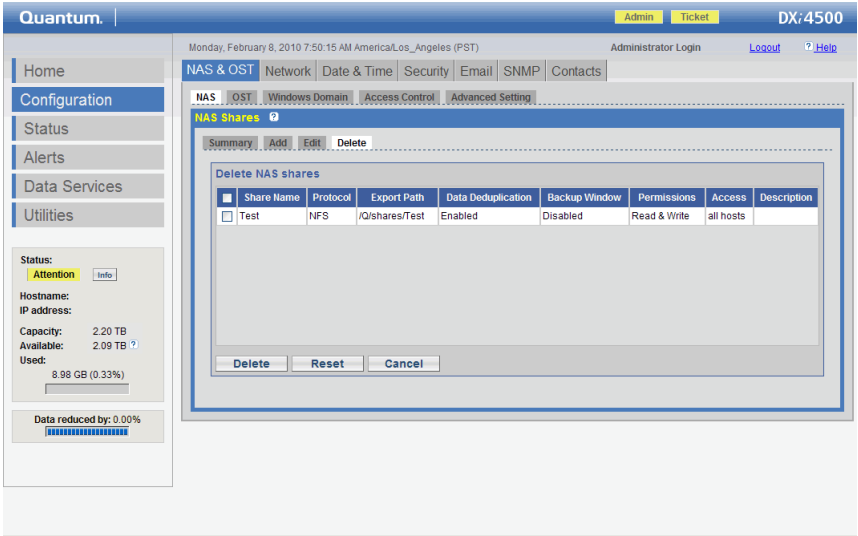 Quantum.
Admin Ticket
DXi4500
Monday, February 8, 2010 7:50:15 AM America/Los_Angeles (PST)
Administrator Login
Logout
? Help
Home
Configuration
Status
Alerts
Data Services
Utilities
Status:
Attention Info
Hostname:
IP address:
Capacity: 2.20 TB
Available: 2.09 TB ?
Used:
8.98 GB (0.33%)
Data reduced by: 0.00%
NAS & OST Network Date & Time Security Email SNMP Contacts
NAS OST Windows Domain Access Control Advanced Setting
NAS Shares ?
Summary Add Edit Delete
Delete NAS shares
Share Name Protocol Export Path Data Deduplication Backup Window Permissions Access Description
Test NFS /Q/shares/Test Enabled Disabled Read & Write all hosts
Delete Reset Cancel